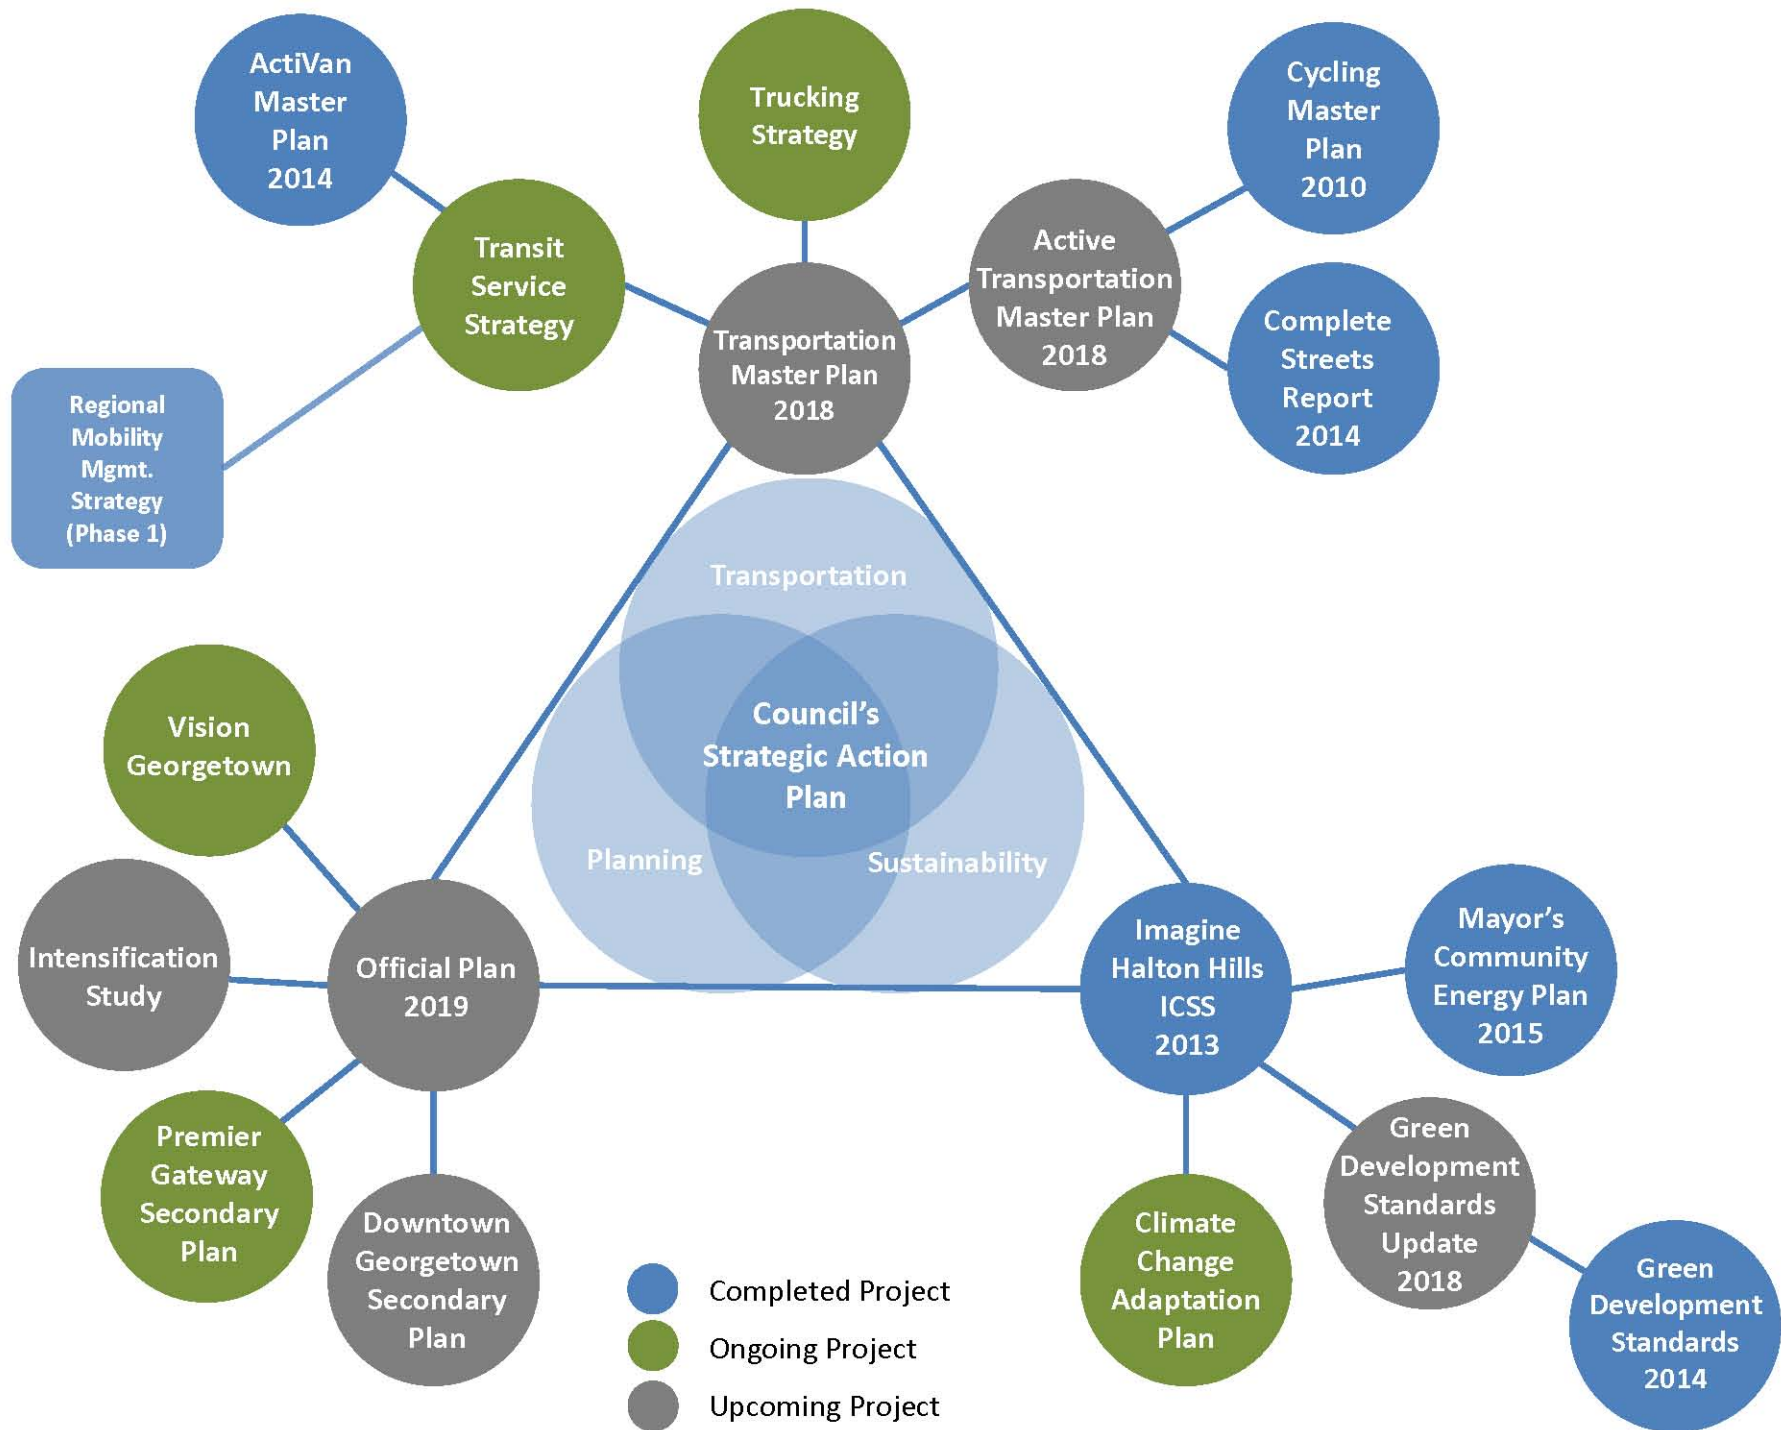 ActiVan
Master
Plan
2014
Trucking
Strategy
Cycling
Master
Plan
2010
Transit
Service
Strategy
Active
Transportation
Master Plan
2018
Transportation
Master Plan
2018
Complete
Streets
Report
2014
Regional
Mobility
Mgmt.
Strategy
(Phase 1)
Transportation
Council’s
Strategic Action
Plan
Planning
Sustainability
Vision
Georgetown
Intensification
Study
Official Plan
2019
Imagine
Halton Hills
ICSS
2013
Mayor’s
Community
Energy Plan
2015
Premier
Gateway
Secondary
Plan
Downtown
Georgetown
Secondary
Plan
Climate
Change
Adaptation
Plan
Green
Development
Standards
Update
2018
Green
Development
Standards
2014
Completed Project
Ongoing Project
Upcoming Project